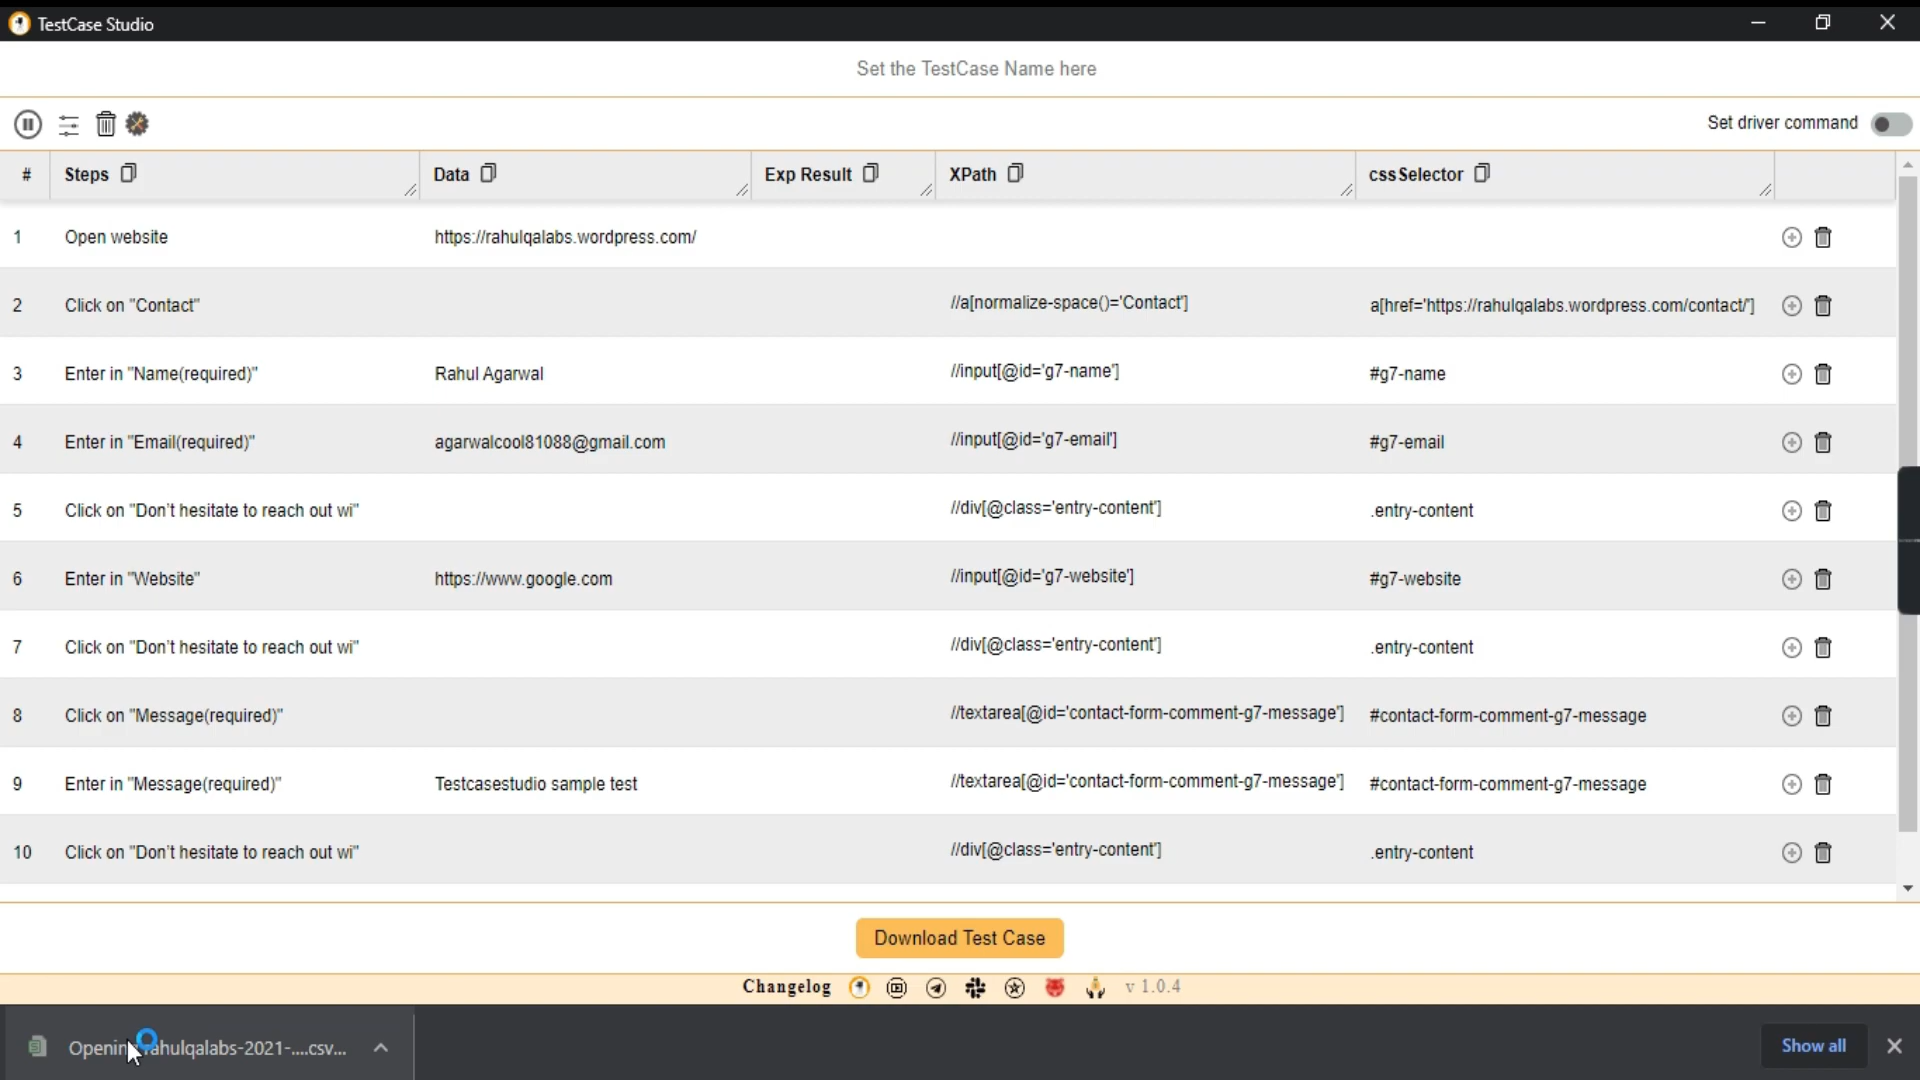 TestCase Studio
Set the TestCase Name here
Set driver command
# Steps Data Exp Result XPath cssSelector
1 Open website https://rahulqalabs.wordpress.com/
2 Click on "Contact" //a[normalize-space()='Contact'] a[href='https://rahulqalabs.wordpress.com/contact/']
3 Enter in "Name(required)" Rahul Agarwal //input[@id='g7-name'] #g7-name
4 Enter in "Email(required)" agarwalcool81088@gmail.com //input[@id='g7-email'] #g7-email
5 Click on "Don't hesitate to reach out wi" //div[@class='entry-content'] .entry-content
6 Enter in "Website" https://www.google.com //input[@id='g7-website'] #g7-website
7 Click on "Don't hesitate to reach out wi" //div[@class='entry-content'] .entry-content
8 Click on "Message(required)" //textarea[@id='contact-form-comment-g7-message'] #contact-form-comment-g7-message
9 Enter in "Message(required)" Testcasestudio sample test //textarea[@id='contact-form-comment-g7-message'] #contact-form-comment-g7-message
10 Click on "Don't hesitate to reach out wi" //div[@class='entry-content'] .entry-content
Download Test Case
Changelog v 1.0.4
Opening rahulqalabs-2021-....csv... Show all